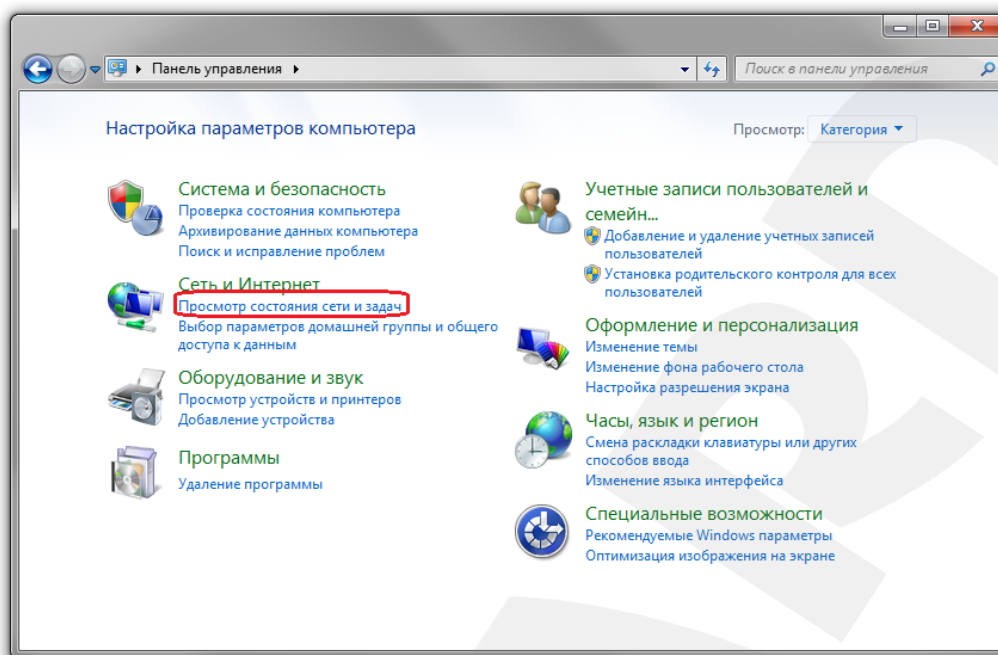 Панель управления
Поиск в панели управления
Настройка параметров компьютера
Просмотр: Категория
Система и безопасность
Проверка состояния компьютера
Архивирование данных компьютера
Поиск и исправление проблем
Сеть и Интернет
Просмотр состояния сети и задач
Выбор параметров домашней группы и общего
доступа к данным
Оборудование и звук
Просмотр устройств и принтеров
Добавление устройства
Программы
Удаление программы
Учетные записи пользователей и
семейн...
Добавление и удаление учетных записей
пользователей
Установка родительского контроля для всех
пользователей
Оформление и персонализация
Изменение темы
Изменение фона рабочего стола
Настройка разрешения экрана
Часы, язык и регион
Смена раскладки клавиатуры или других
способов ввода
Изменение языка интерфейса
Специальные возможности
Рекомендуемые Windows параметры
Оптимизация изображения на экране